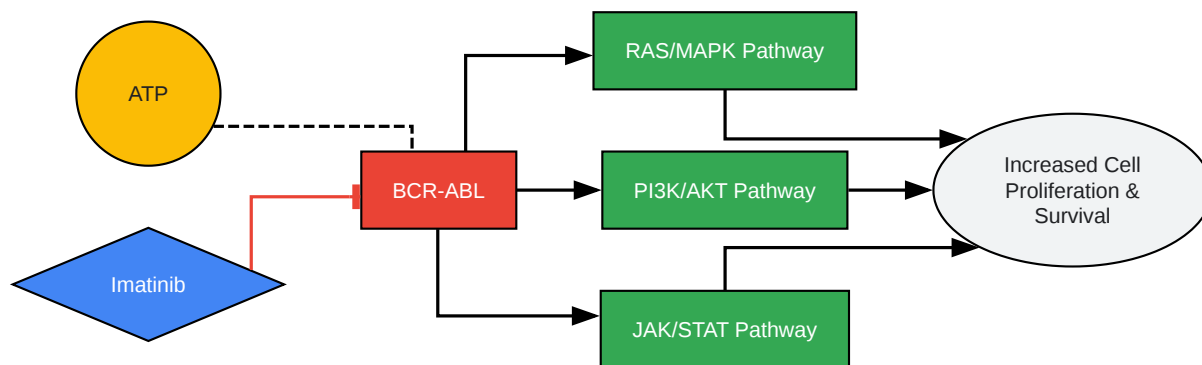 RAS/MAPK Pathway
ATP
BCR-ABL
PI3K/AKT Pathway
Increased Cell
Proliferation &
Survival
Imatinib
JAK/STAT Pathway